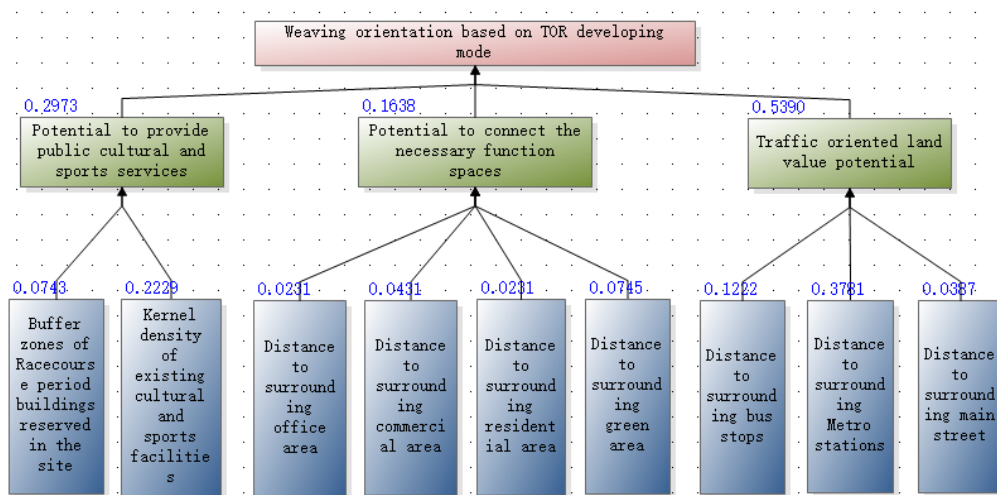 Weaving orientation based on TOR developing
mode
0.2973
0.1638
0.5390
Potential to provide
public cultural and
sports services
Potential to connect the
necessary function
spaces
Traffic oriented land
value potential
0.0743
0.2229
0.0231
0.0431
0.0231
0.0745
0.1222
0.3781
0.0387
Buffer
zones of
Racecours
e period
buildings
reserved
in the
site
Kernel
density
of
existing
cultural
and
sports
facilitie
s
Distance
to
surround
ing
office
area
Distance
to
surround
ing
commerci
al area
Distance
to
surround
ing
resident
ial area
Distance
to
surround
ing
green
area
Distance
to
surround
ing bus
stops
Distance
to
surround
ing
Metro
stations
Distance
to
surround
ing main
street